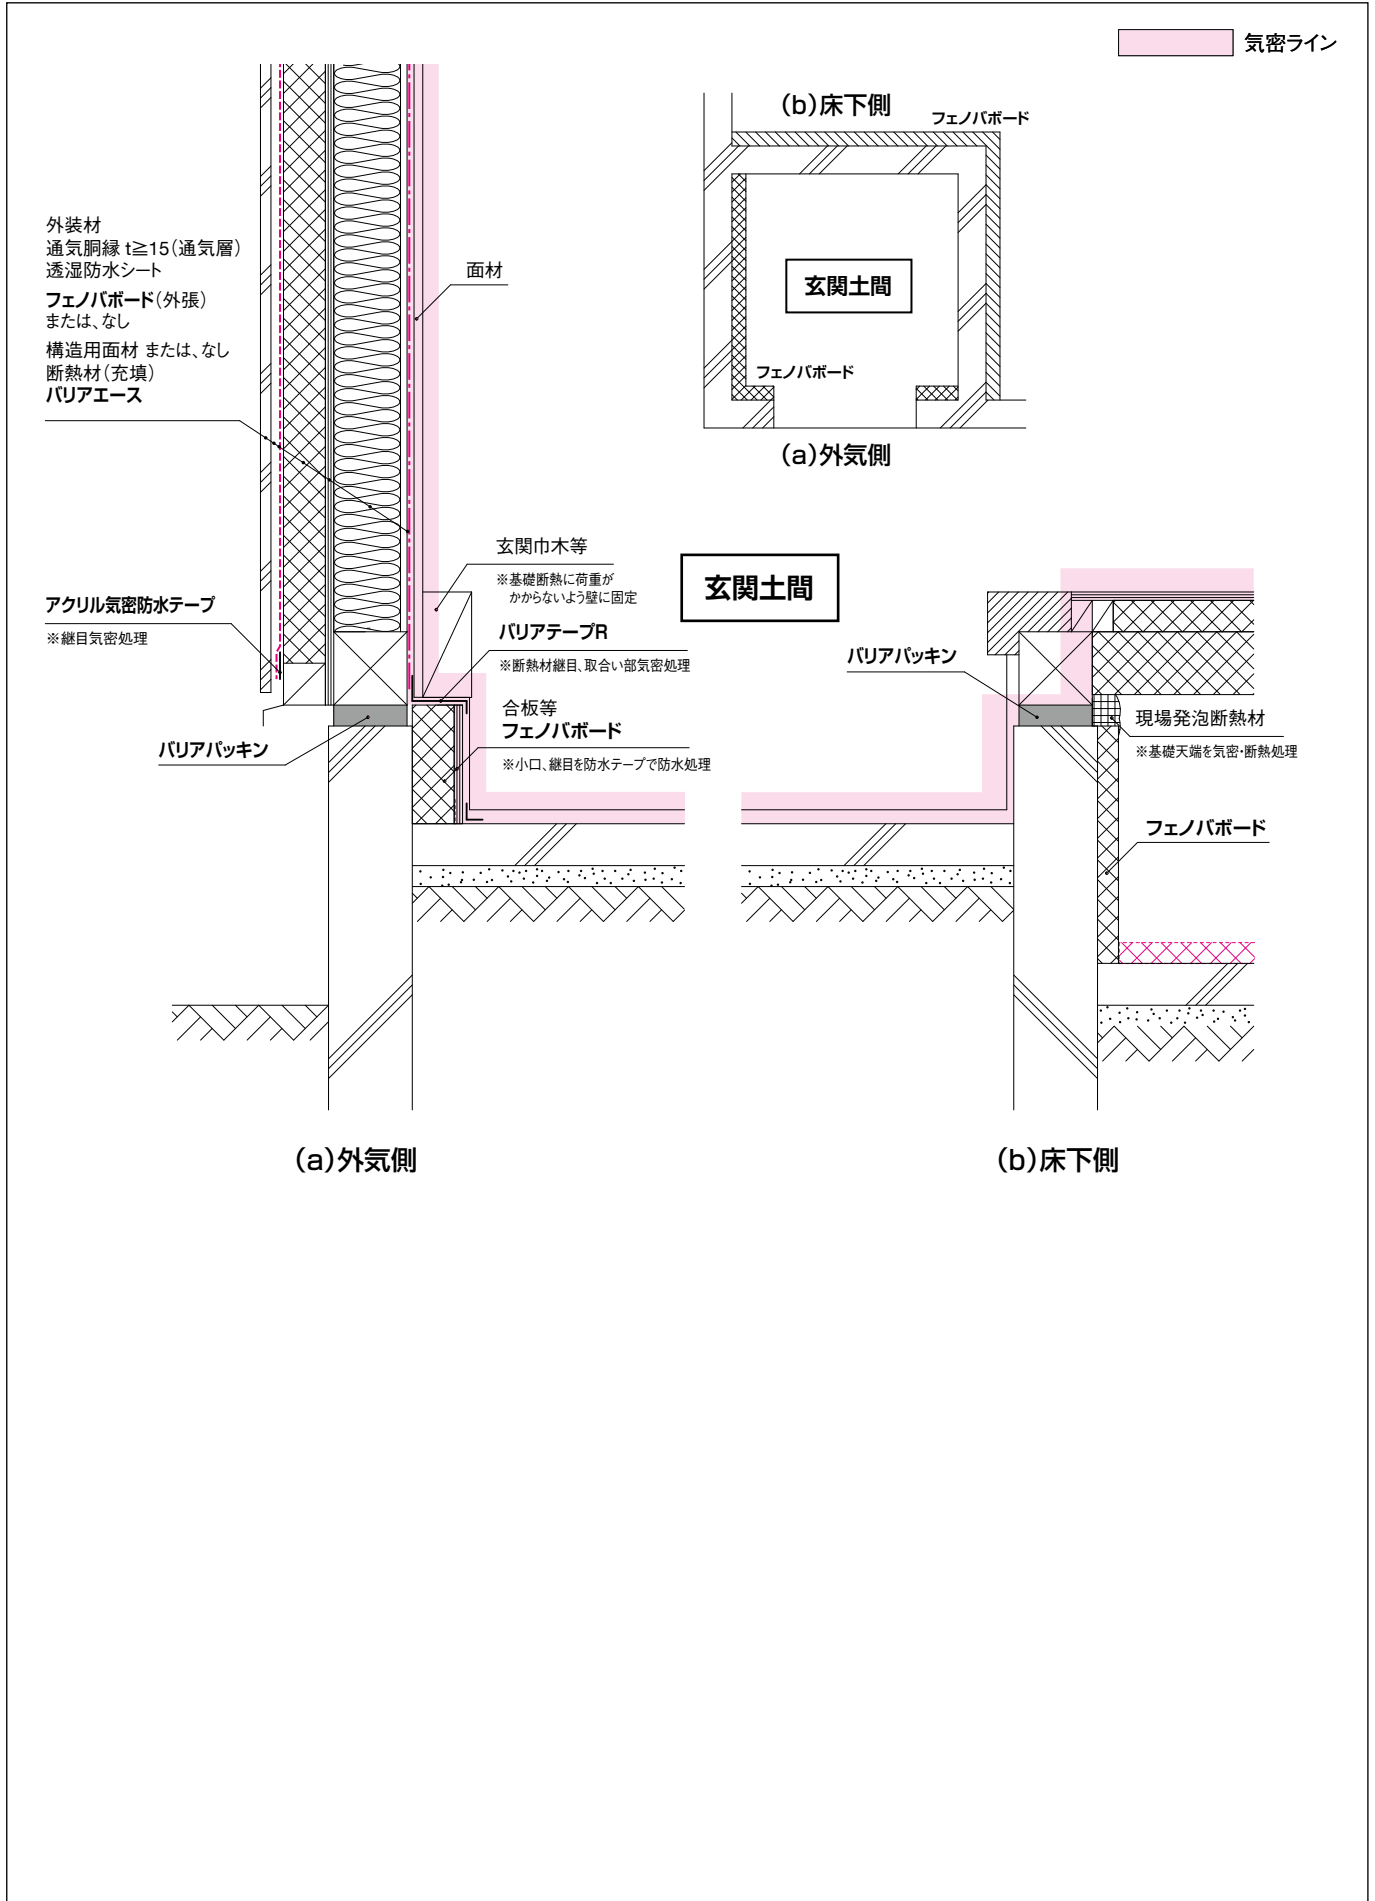 気密ライン
(b)床下側
フェノバボード
玄関土間
フェノバボード
(a)外気側
外装材
通気胴縁 t≧15(通気層)
透湿防水シート
フェノバボード(外張)
または、なし
構造用面材 または、なし
断熱材(充填)
バリアエース
面材
玄関巾木等
※基礎断熱に荷重が
かからないよう壁に固定
バリアテープR
※断熱材継目、取合い部気密処理
アクリル気密防水テープ
※継目気密処理
合板等
フェノバボード
※小口、継目を防水テープで防水処理
バリアパッキン
玄関土間
バリアパッキン
現場発泡断熱材
※基礎天端を気密・断熱処理
フェノバボード
(a)外気側
(b)床下側